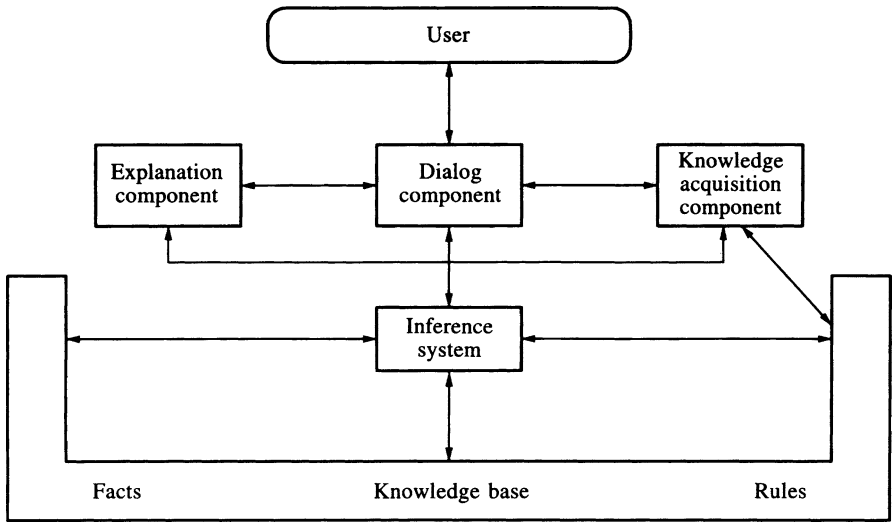 User
Explanation
component
Dialog
component
Knowledge
acquisition
component
Inference
system
Facts
Knowledge base
Rules